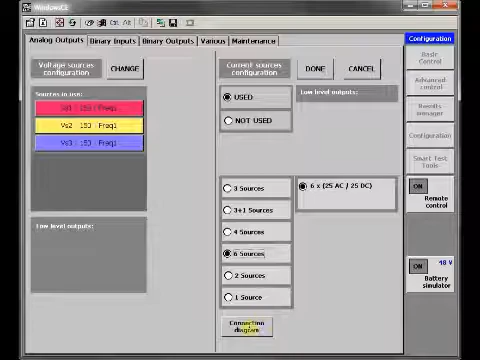 WindowsCE
Cal
Analog Outputs
Binary Inputs
Binary Outputs
Various
Maintenance
Configuration
Voltage sources
configuration
CHANGE
Current sources
configuration
DONE
CANCEL
Basic
Control
Advanced
control
Results
manager
Configuration
Smart Test
Tools
ON
Remote
control
ON
48 V
Battery
simulator
Sources in use:
Vs1 : 150 : Freq1
Vs2 : 150 : Freq1
Vs3 : 150 : Freq1
Low level outputs:
USED
NOT USED
Low level outputs:
3 Sources
3+1 Sources
4 Sources
6 Sources
2 Sources
1 Source
6 x (25 AC / 25 DC)
Connection
diagram